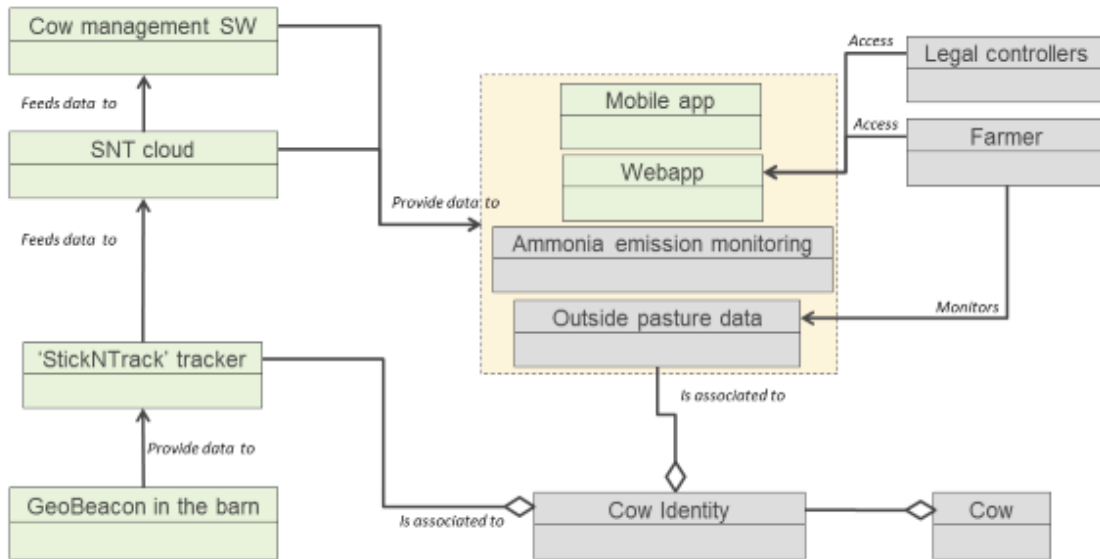 Cow management SW
Access
Legal controllers
Feeds data to
Mobile app
Access
Farmer
SNT cloud
Webapp
Provide data to
Feeds data to
Ammonia emission monitoring
Monitors
Outside pasture data
'StickNTrack' tracker
Is associated to
Provide data to
GeoBeacon in the barn
Cow Identity
Cow
Is associated to